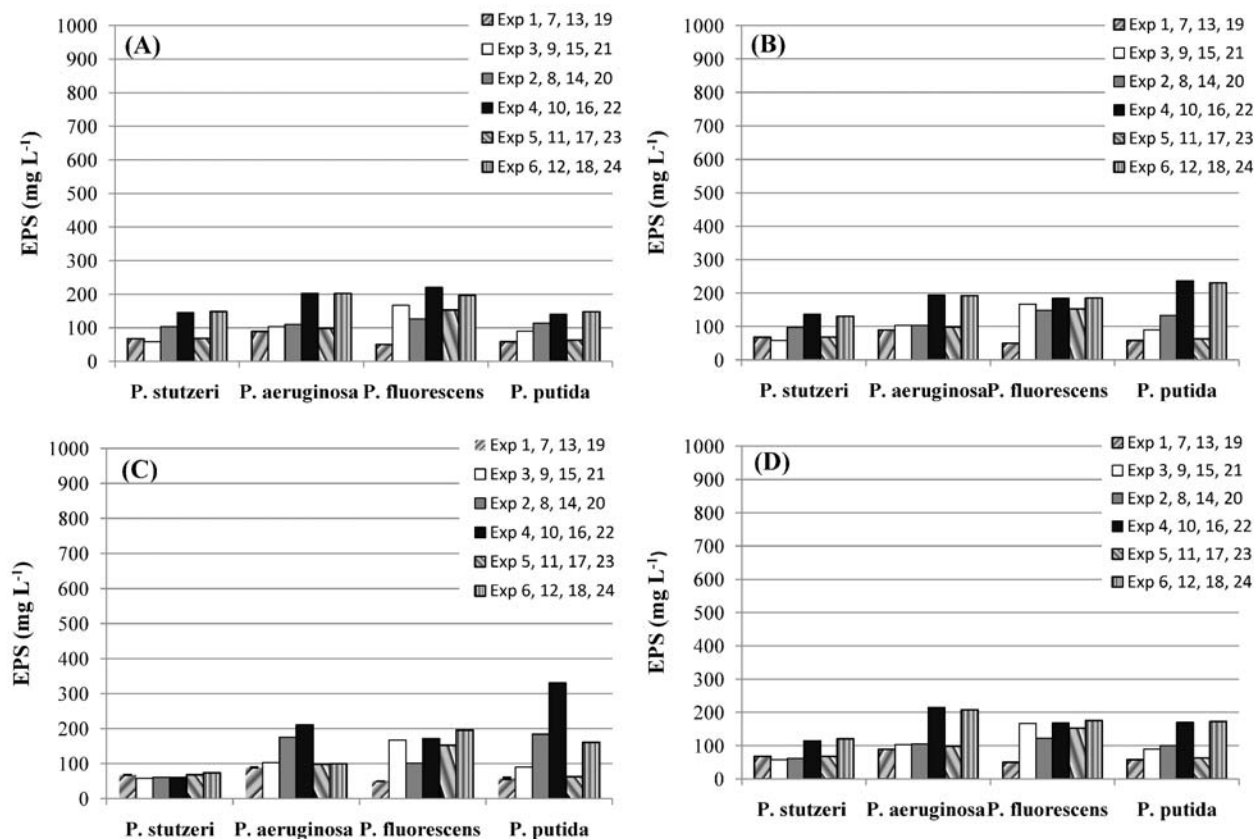 (A)
EPS (mg L-1)
1000
900
800
700
600
500
400
300
200
100
0
P. stutzeri P. aeruginosa P. fluorescens P. putida
Exp 1, 7, 13, 19
Exp 3, 9, 15, 21
Exp 2, 8, 14, 20
Exp 4, 10, 16, 22
Exp 5, 11, 17, 23
Exp 6, 12, 18, 24
(B)
EPS (mg L-1)
1000
900
800
700
600
500
400
300
200
100
0
P. stutzeri P. aeruginosa P. fluorescens P. putida
Exp 1, 7, 13, 19
Exp 3, 9, 15, 21
Exp 2, 8, 14, 20
Exp 4, 10, 16, 22
Exp 5, 11, 17, 23
Exp 6, 12, 18, 24
(C)
EPS (mg L-1)
1000
900
800
700
600
500
400
300
200
100
0
P. stutzeri P. aeruginosa P. fluorescens P. putida
Exp 1, 7, 13, 19
Exp 3, 9, 15, 21
Exp 2, 8, 14, 20
Exp 4, 10, 16, 22
Exp 5, 11, 17, 23
Exp 6, 12, 18, 24
(D)
EPS (mg L-1)
1000
900
800
700
600
500
400
300
200
100
0
P. stutzeri P. aeruginosa P. fluorescens P. putida
Exp 1, 7, 13, 19
Exp 3, 9, 15, 21
Exp 2, 8, 14, 20
Exp 4, 10, 16, 22
Exp 5, 11, 17, 23
Exp 6, 12, 18, 24